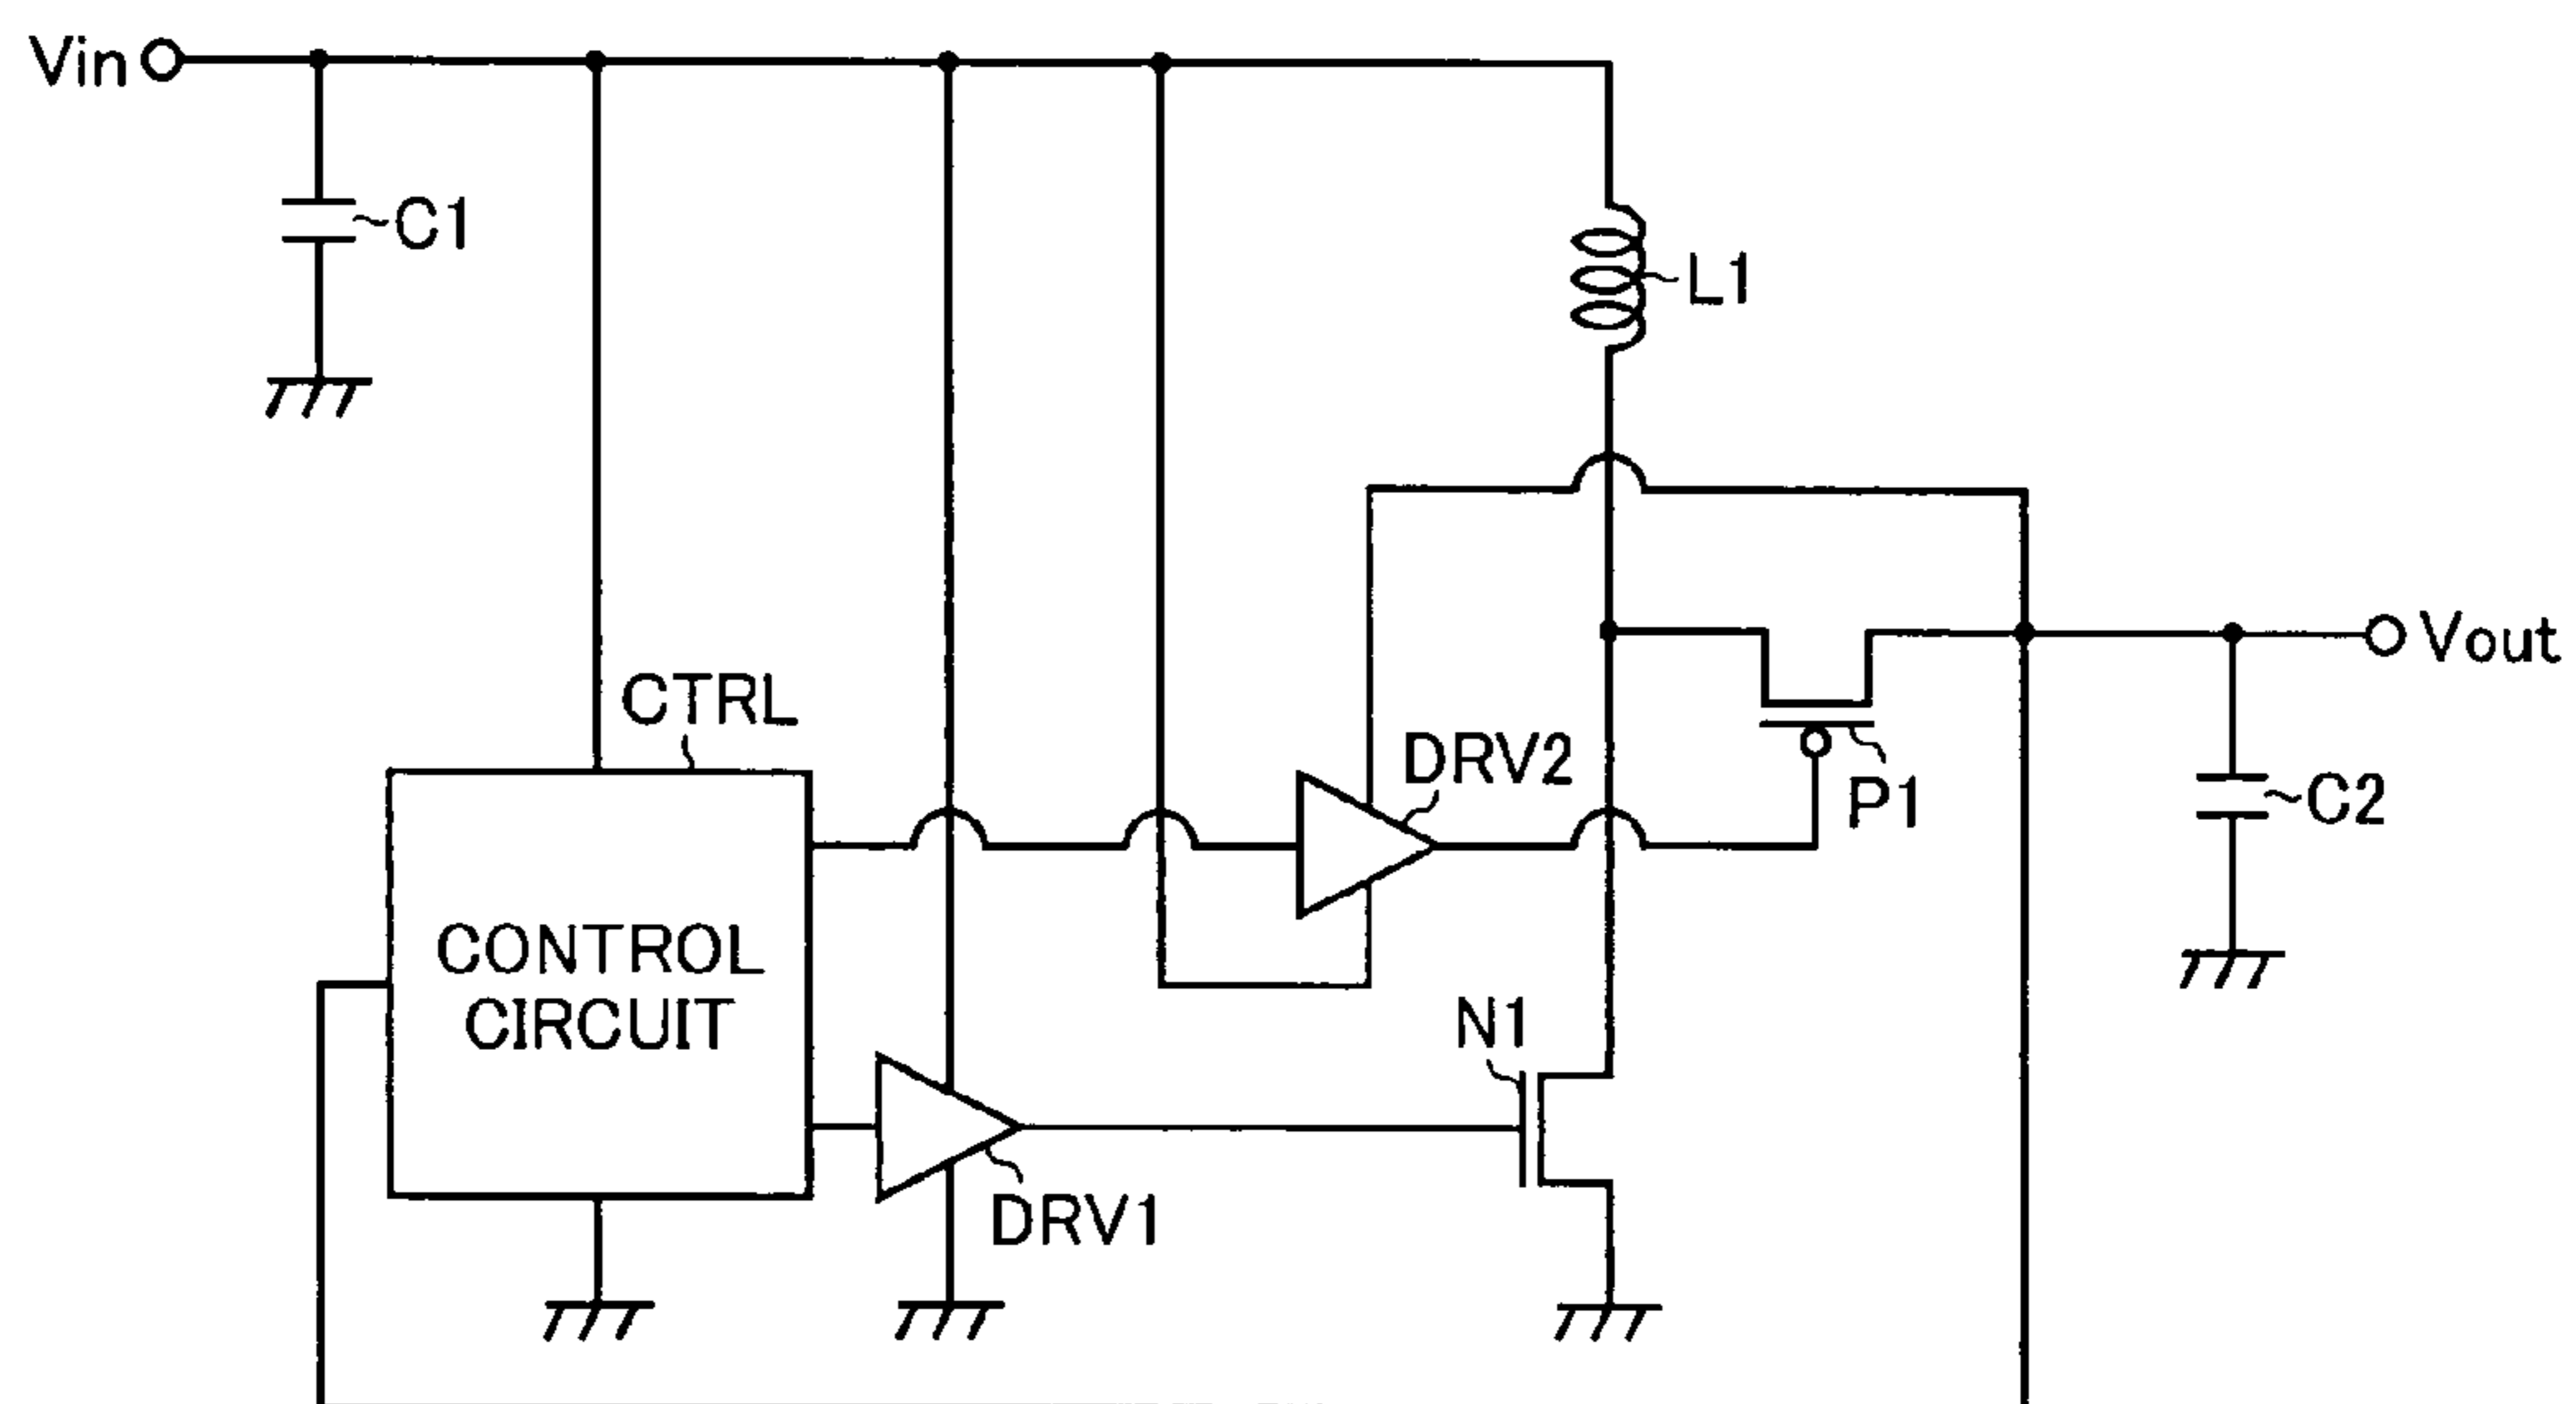 Vin
C1
L1
Vout
CTRL
DRV2
P1
C2
CONTROL
CIRCUIT
N1
DRV1